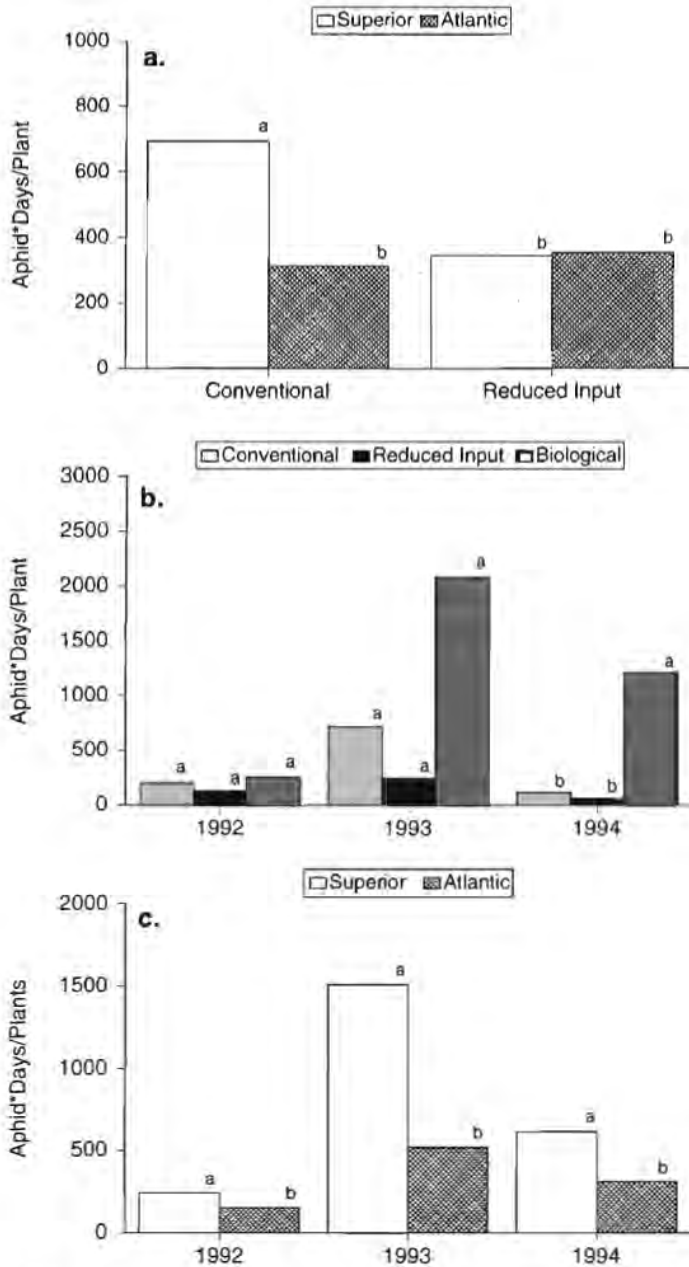 Superior Atlantic
a.
Aphid*Days/Plant
1000
800
600
400
200
0
a
b
b
b
Conventional Reduced Input
Conventional Reduced Input Biological
b.
Aphid*Days/Plant
3000
2500
2000
1500
1000
500
0
a
a
a
a
a
a
b
b
a
1992 1993 1994
Superior Atlantic
c.
Aphid*Days/Plants
2000
1500
1000
500
0
a
b
a
b
a
b
1992 1993 1994